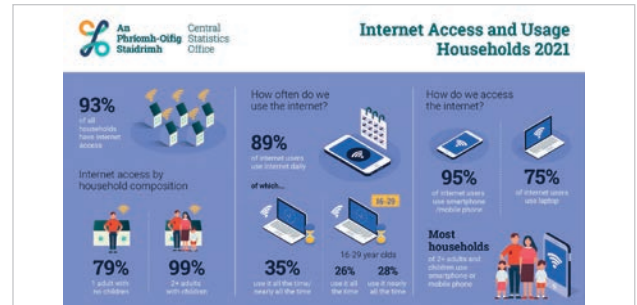 An
Phríomh-Oifig
Staidrimh
Central
Statistics
Office
Internet Access and Usage
Households 2021
93%
of all
households
have internet
access
Internet access by
household composition
79%
1 adult with
no children
99%
2+ adults
with children
How often do we
use the internet?
89%
of internet users
use internet daily
of which...
35%
use it all the time/
nearly all the time
16-29
16-29 year olds
26%
use it all
the time
28%
use it nearly
all the time
How do we access
the internet?
95%
of internet users
use smartphone
/mobile phone
75%
of internet users
use laptop
Most
households
of 2+ adults and
children use
smartphone or
mobile phone